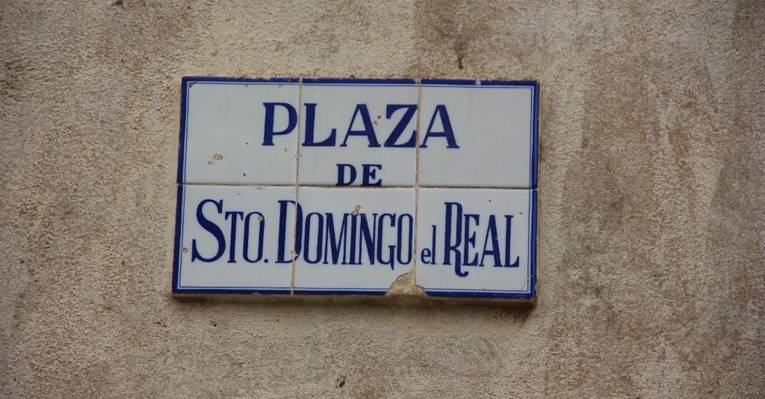 PLAZA
DE
STO. DOMINGO el REAL